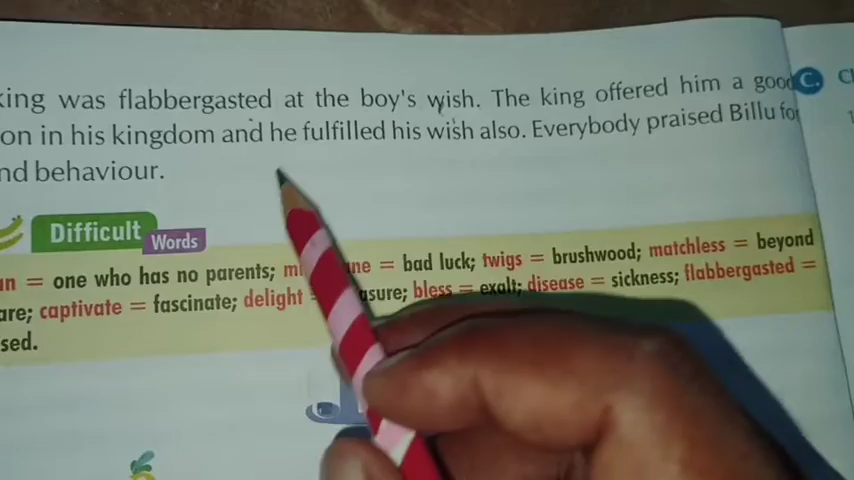 king was flabbergasted at the boy's wish. The king offered him a good
on in his kingdom and he fulfilled his wish also. Everybody praised Billu for
nd behaviour.
Difficult Words
= one who has no parents; = bad luck; twigs = brushwood; matchless = beyond
are; captivate = fascinate; delight = bless = exalt; disease = sickness; flabbergasted =
sed.
C.